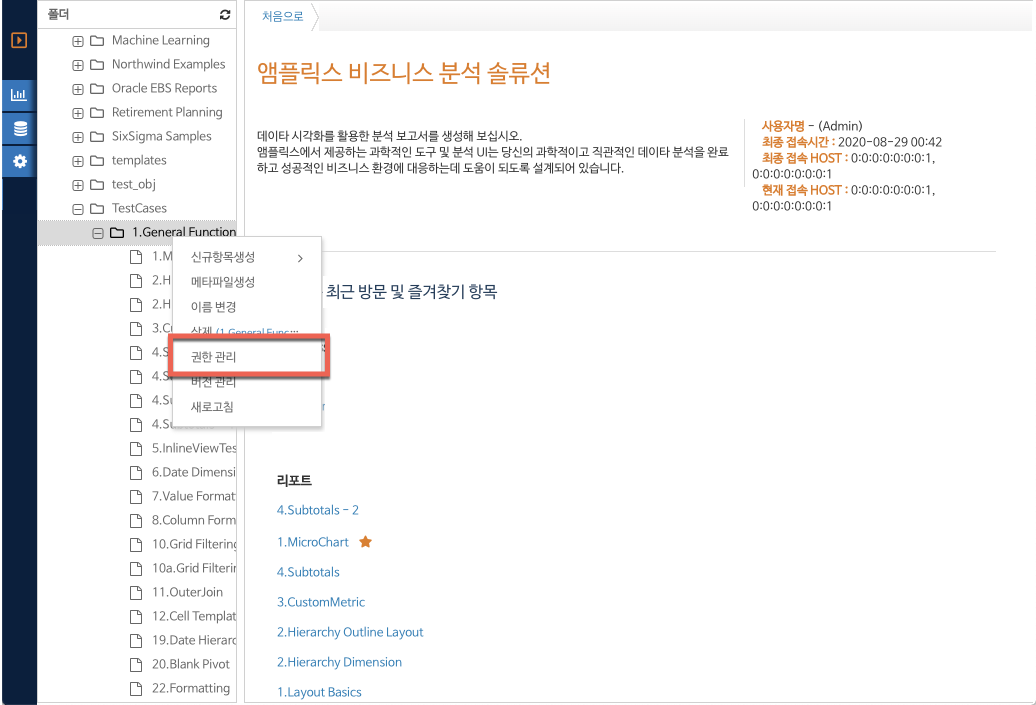 폴더
Machine Learning
Northwind Examples
Oracle EBS Reports
Retirement Planning
SixSigma Samples
templates
test_obj
TestCases
1.General Function
1.M
2.H
2.H
3.Cu
4.S
4.S
4.Su
4.Su
5.InlineViewTes
6.Date Dimensi
7.Value Format
8.Column Form
10.Grid Filtering
10a.Grid Filterin
11.OuterJoin
12.Cell Templat
19.Date Hierarc
20.Blank Pivot
22.Formatting
신규항목생성
메타파일생성
이름 변경
삭제 (1.General Func...
권한 관리
버전 관리
새로고침
처음으로
앰플릭스 비즈니스 분석 솔류션
데이타 시각화를 활용한 분석 보고서를 생성해 보십시오.
앰플릭스에서 제공하는 과학적인 도구 및 분석 UI는 당신의 과학적이고 직관적인 데이타 분석을 완료
하고 성공적인 비즈니스 환경에 대응하는데 도움이 되도록 설계되어 있습니다.
사용자명 - (Admin)
최종 접속시간 : 2020-08-29 00:42
최종 접속 HOST : 0:0:0:0:0:0:0:1,
0:0:0:0:0:0:0:1
현재 접속 HOST : 0:0:0:0:0:0:0:1,
0:0:0:0:0:0:0:1
최근 방문 및 즐겨찾기 항목
리포트
4.Subtotals - 2
1.MicroChart
4.Subtotals
3.CustomMetric
2.Hierarchy Outline Layout
2.Hierarchy Dimension
1.Layout Basics